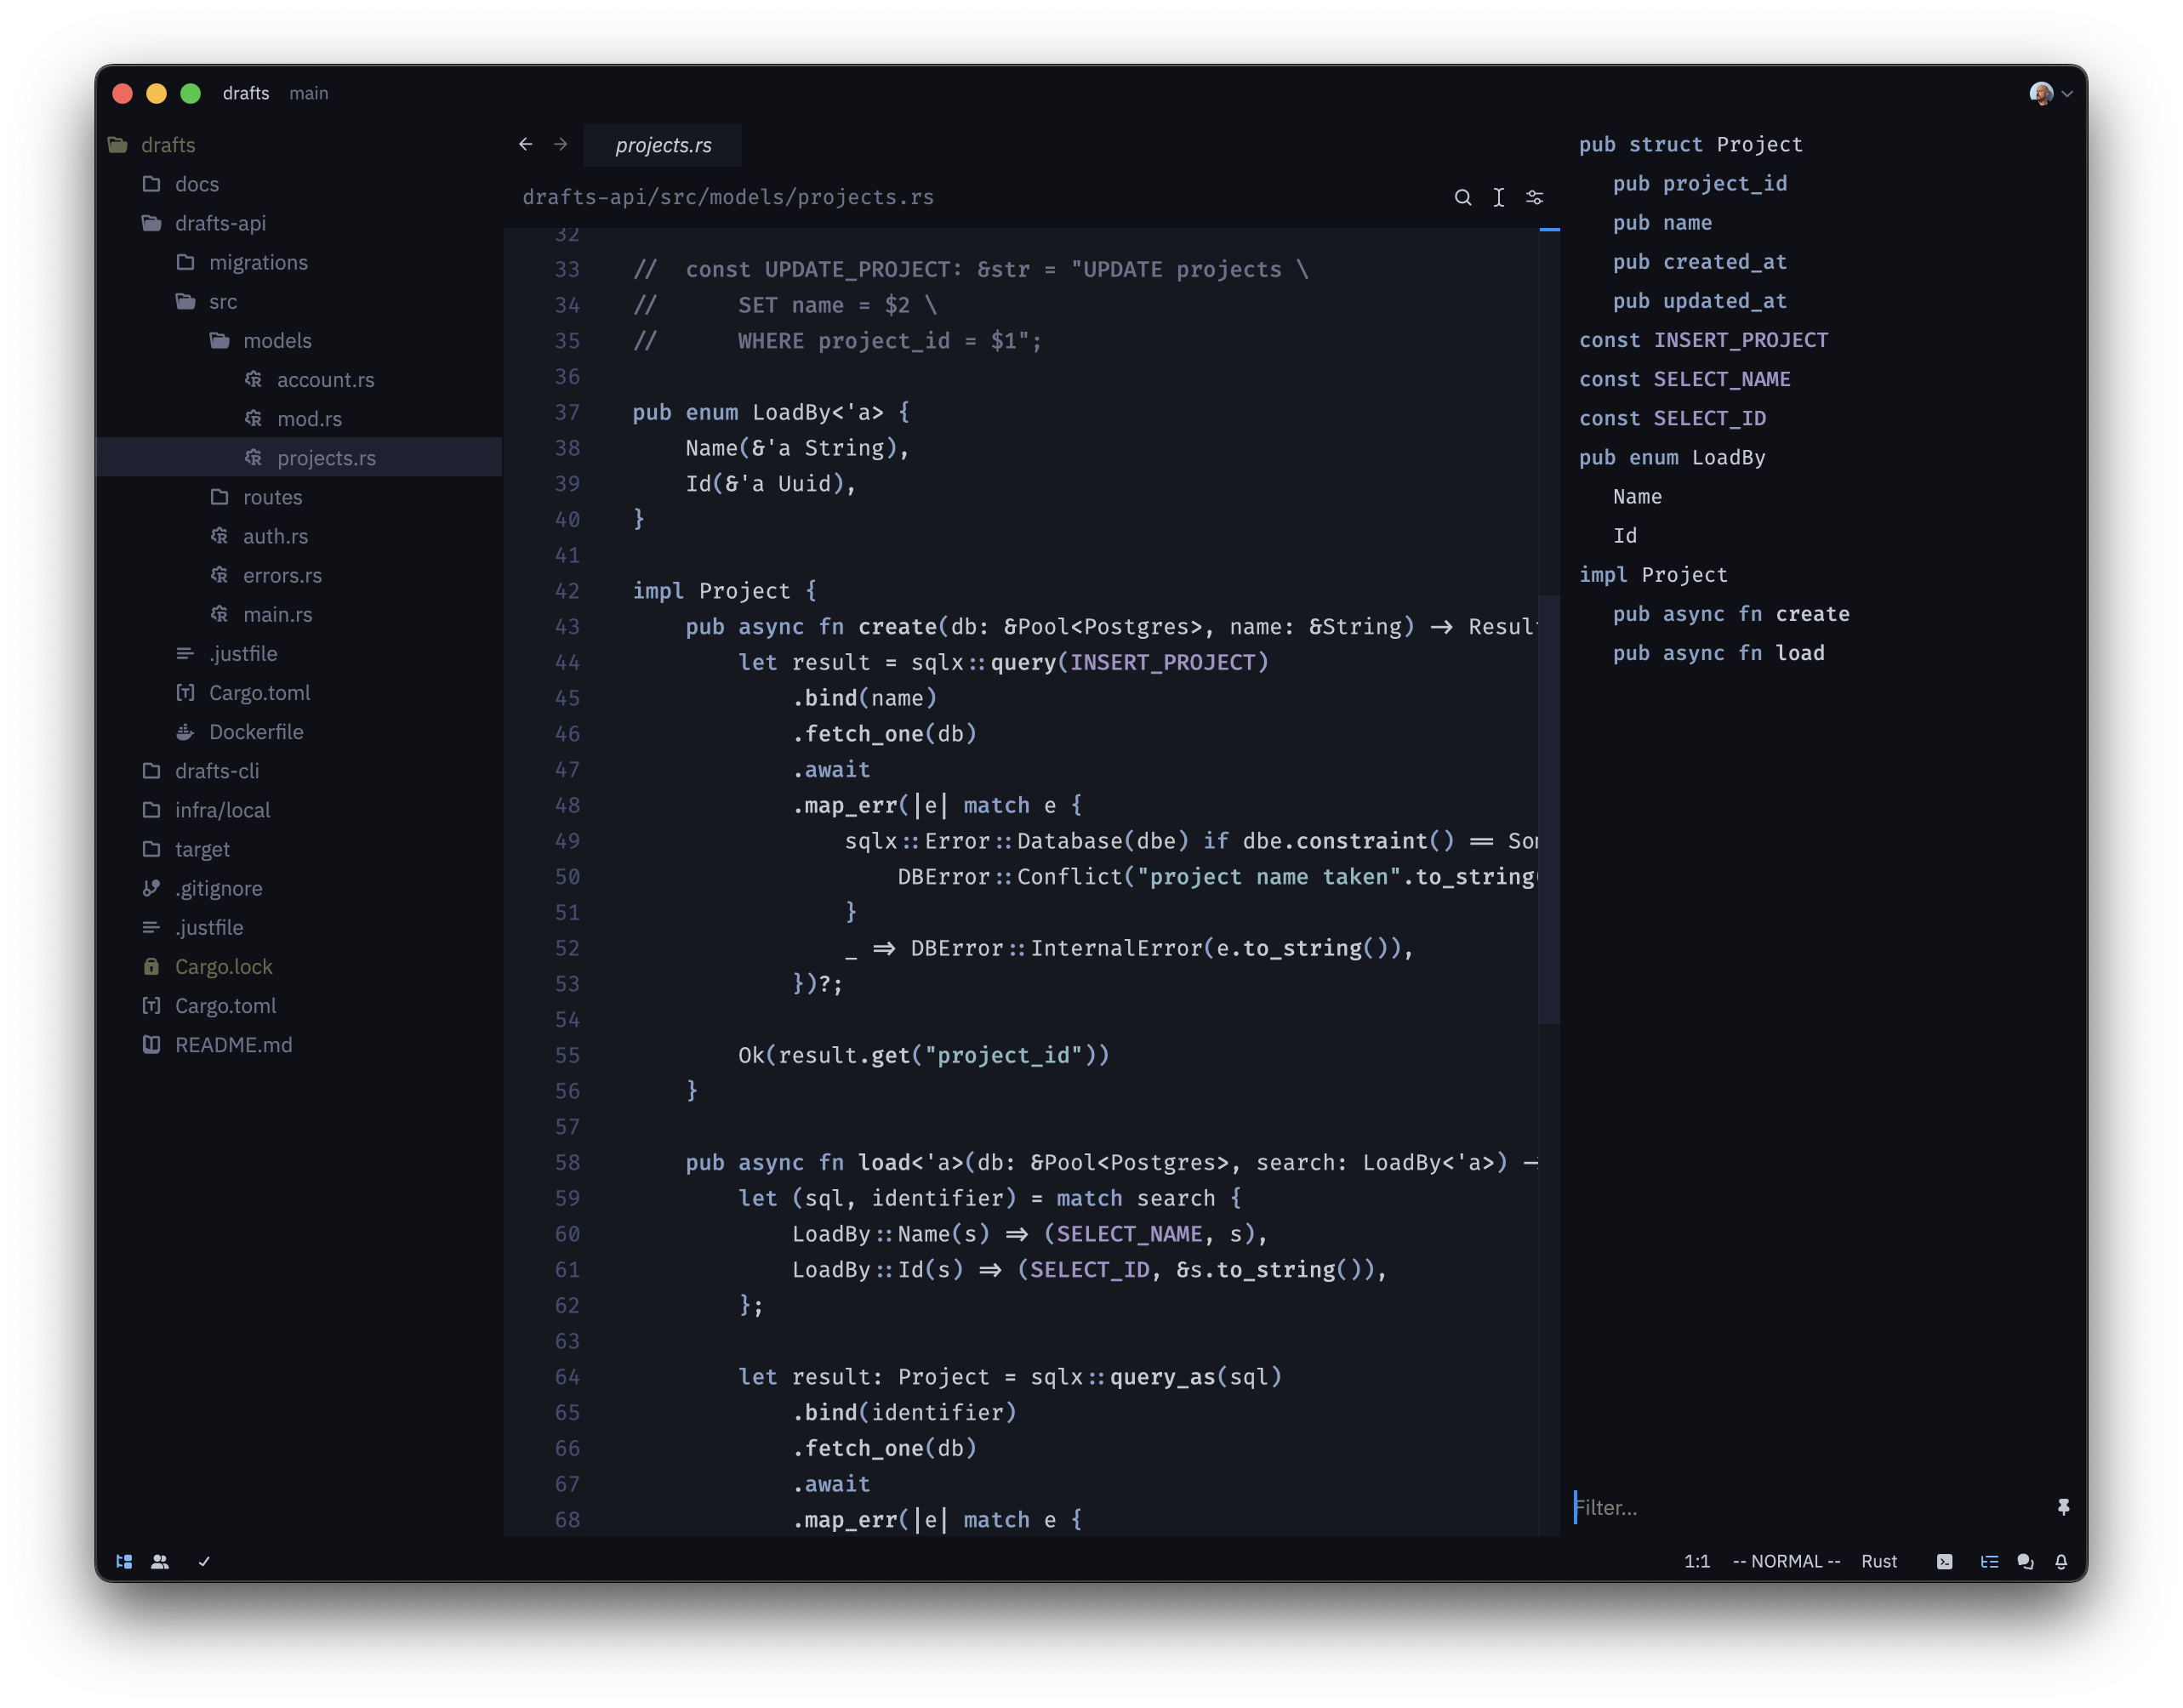 drafts main
drafts
docs
drafts-api
migrations
src
models
account.rs
mod.rs
projects.rs
routes
auth.rs
errors.rs
main.rs
.justfile
Cargo.toml
Dockerfile
drafts-cli
infra/local
target
.gitignore
.justfile
Cargo.lock
Cargo.toml
README.md
projects.rs
drafts-api/src/models/projects.rs
32
33 //  const UPDATE_PROJECT: &str = "UPDATE projects \
34 //      SET name = $2 \
35 //      WHERE project_id = $1";
36
37 pub enum LoadBy<'a> {
38     Name(&'a String),
39     Id(&'a Uuid),
40 }
41
42 impl Project {
43     pub async fn create(db: &Pool<Postgres>, name: &String) -> Resul
44         let result = sqlx::query(INSERT_PROJECT)
45             .bind(name)
46             .fetch_one(db)
47             .await
48             .map_err(|e| match e {
49                 sqlx::Error::Database(dbe) if dbe.constraint() == So
50                     DBError::Conflict("project name taken".to_string(
51                 }
52                 _ => DBError::InternalError(e.to_string()),
53             })?;
54
55         Ok(result.get("project_id"))
56     }
57
58     pub async fn load<'a>(db: &Pool<Postgres>, search: LoadBy<'a>) -
59         let (sql, identifier) = match search {
60             LoadBy::Name(s) => (SELECT_NAME, s),
61             LoadBy::Id(s) => (SELECT_ID, &s.to_string()),
62         };
63
64         let result: Project = sqlx::query_as(sql)
65             .bind(identifier)
66             .fetch_one(db)
67             .await
68             .map_err(|e| match e {
pub struct Project
pub project_id
pub name
pub created_at
pub updated_at
const INSERT_PROJECT
const SELECT_NAME
const SELECT_ID
pub enum LoadBy
Name
Id
impl Project
pub async fn create
pub async fn load
Filter...
1:1 -- NORMAL -- Rust